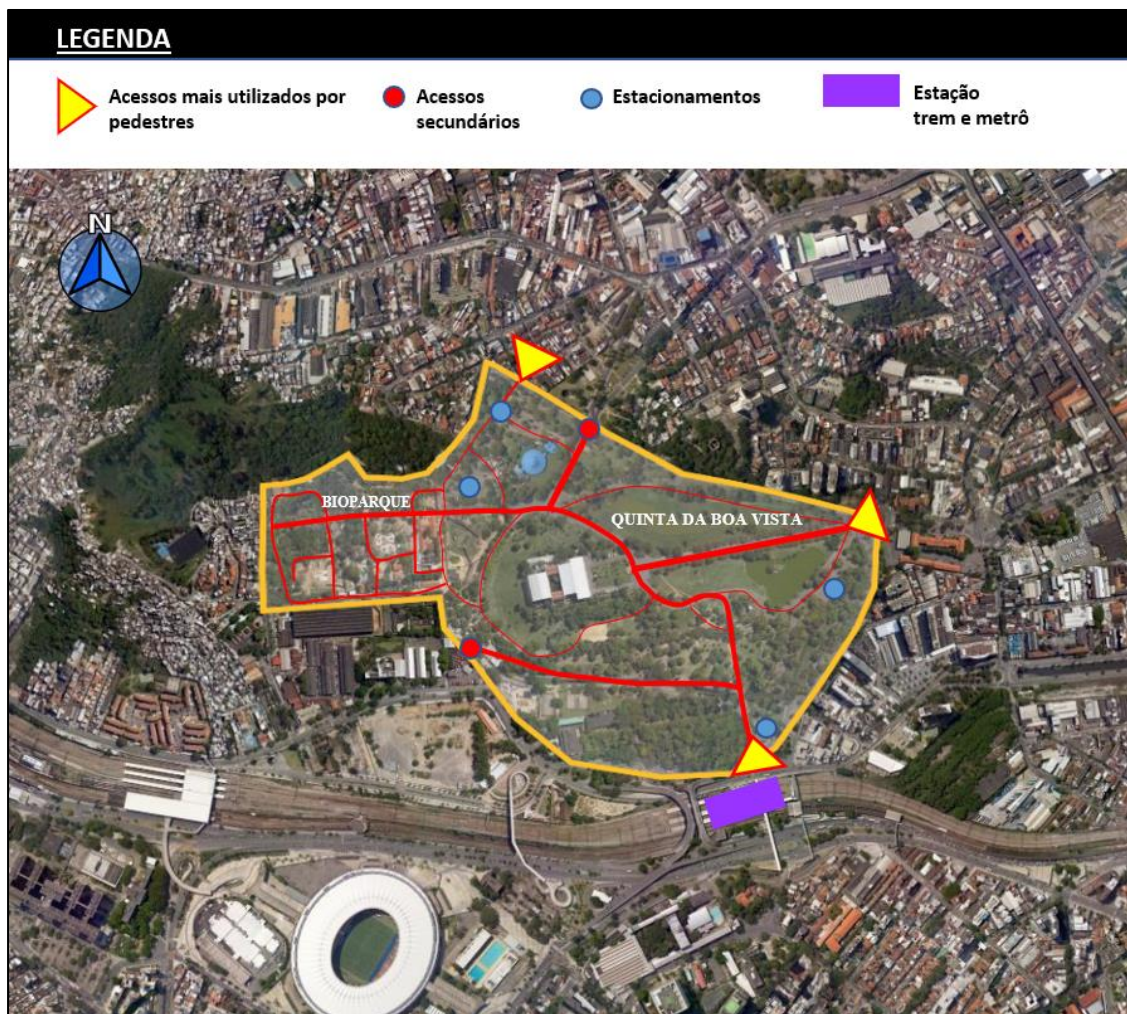 LEGENDA
Acessos mais utilizados por
pedestres
Acessos
secundários
Estacionamentos
Estação
trem e metrô
N
BIOPARQUE
QUINTA DA BOA VISTA